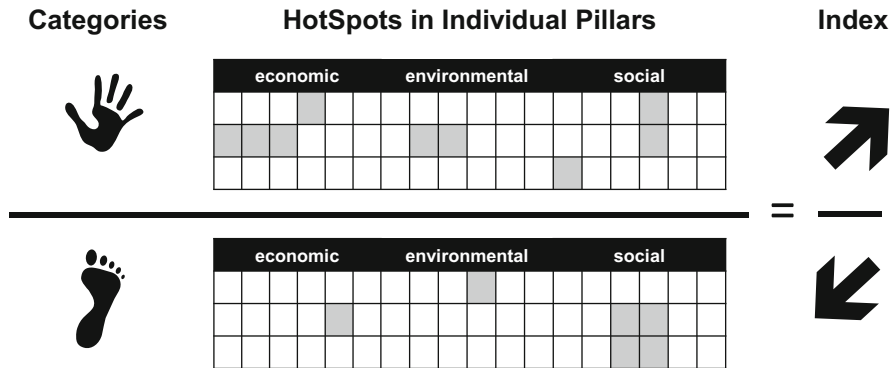 Categories HotSpots in Individual Pillars Index
economic environmental social
=
economic environmental social